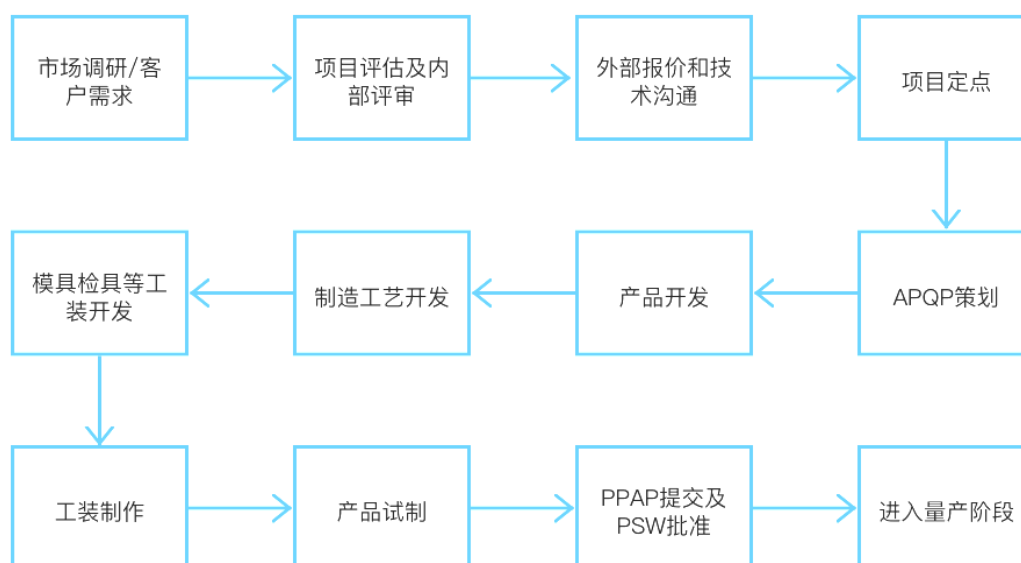 市场调研/客
户需求
项目评估及内
部评审
外部报价和技
术沟通
项目定点
模具检具等工
装开发
制造工艺开发
产品开发
APQP策划
工装制作
产品试制
PPAP提交及
PSW批准
进入量产阶段